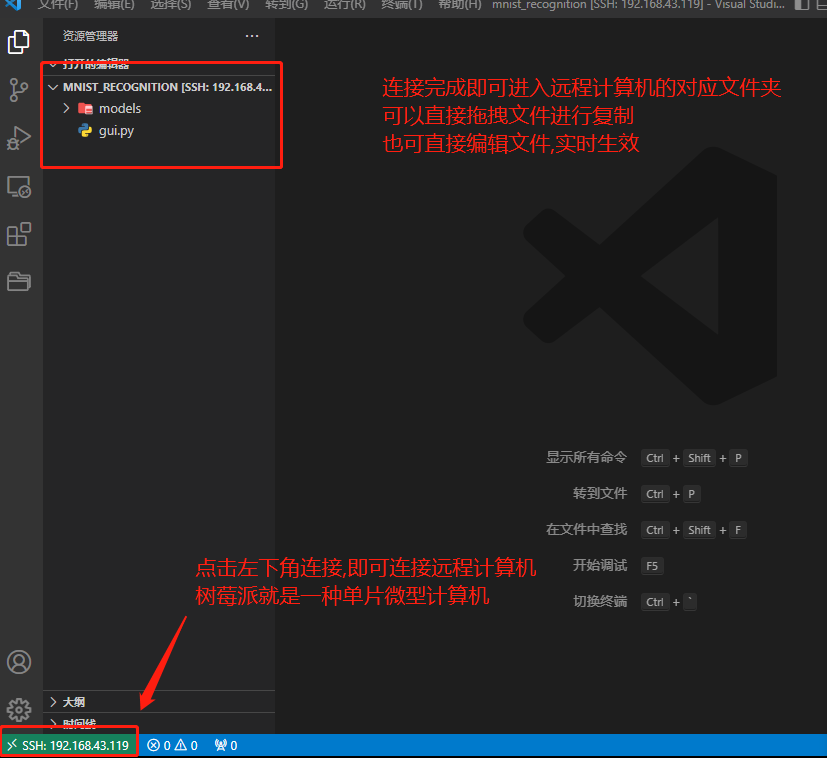 文件(F) 编辑(E) 选择(S) 查看(V) 转到(G) 运行(R) 终端(T) 帮助(H) mnist_recognition [SSH: 192.168.43.119] - Visual Studi...
资源管理器 ...
打开的编辑器
MNIST_RECOGNITION [SSH: 192.168.4...
models
gui.py
连接完成即可进入远程计算机的对应文件夹
可以直接拖拽文件进行复制
也可直接编辑文件,实时生效
显示所有命令 Ctrl + Shift + P
转到文件 Ctrl + P
在文件中查找 Ctrl + Shift + F
开始调试 F5
切换终端 Ctrl + `
点击左下角连接,即可连接远程计算机
树莓派就是一种单片微型计算机
大纲
时间线
SSH: 192.168.43.119 0 0 0